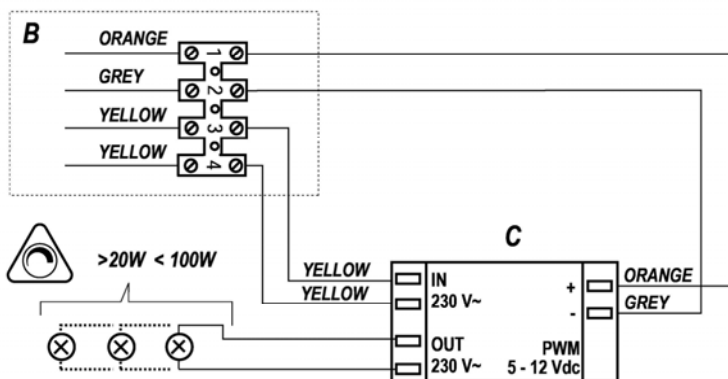 B
ORANGE
1
GREY
2
YELLOW
3
YELLOW
4
>20W < 100W
C
YELLOW
IN
+
ORANGE
YELLOW
230 V~
-
GREY
OUT
PWM
230 V~
5 - 12 Vdc